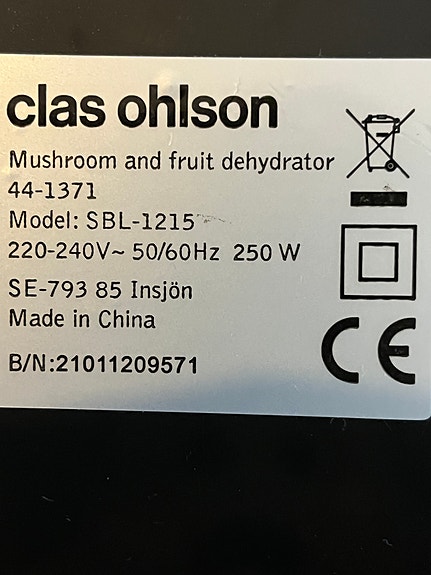 clas ohlson
Mushroom and fruit dehydrator
44-1371
Model: SBL-1215
220-240V~ 50/60Hz 250 W
SE-793 85 Insjön
Made in China
B/N:21011209571
CE